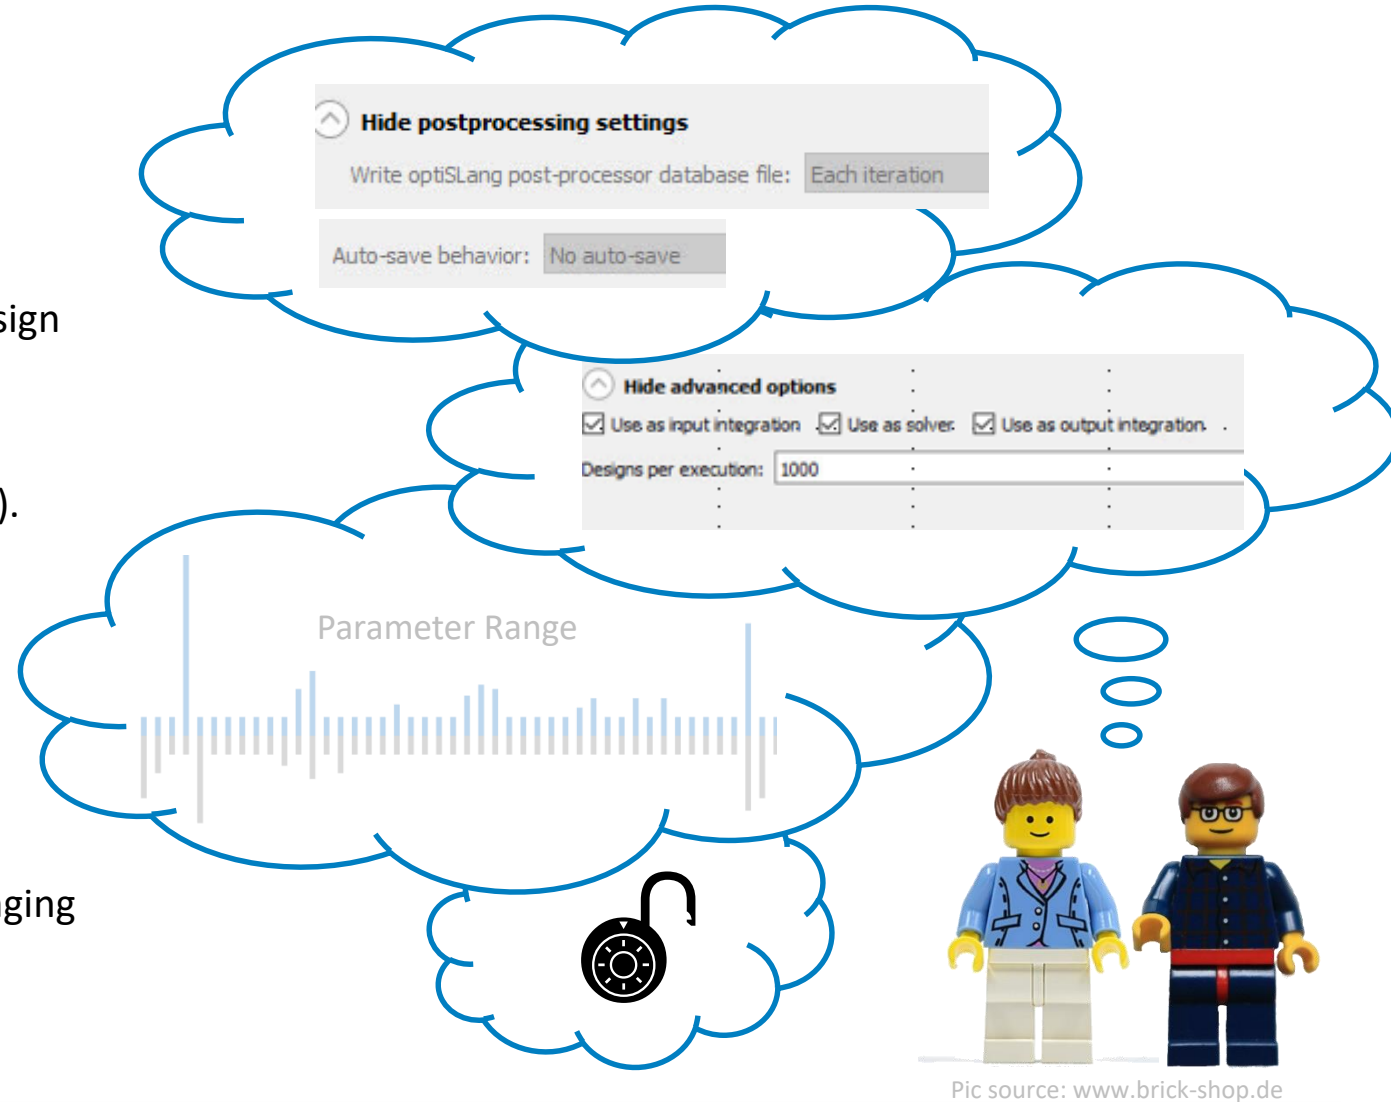 Hide postprocessing settings
Write optiSLang post-processor database file: Each iteration
Auto-save behavior: No auto-save
sign
Hide advanced options
Use as input integration Use as solver Use as output integration
Designs per execution: 1000
).
Parameter Range
ging
Pic source: www.brick-shop.de